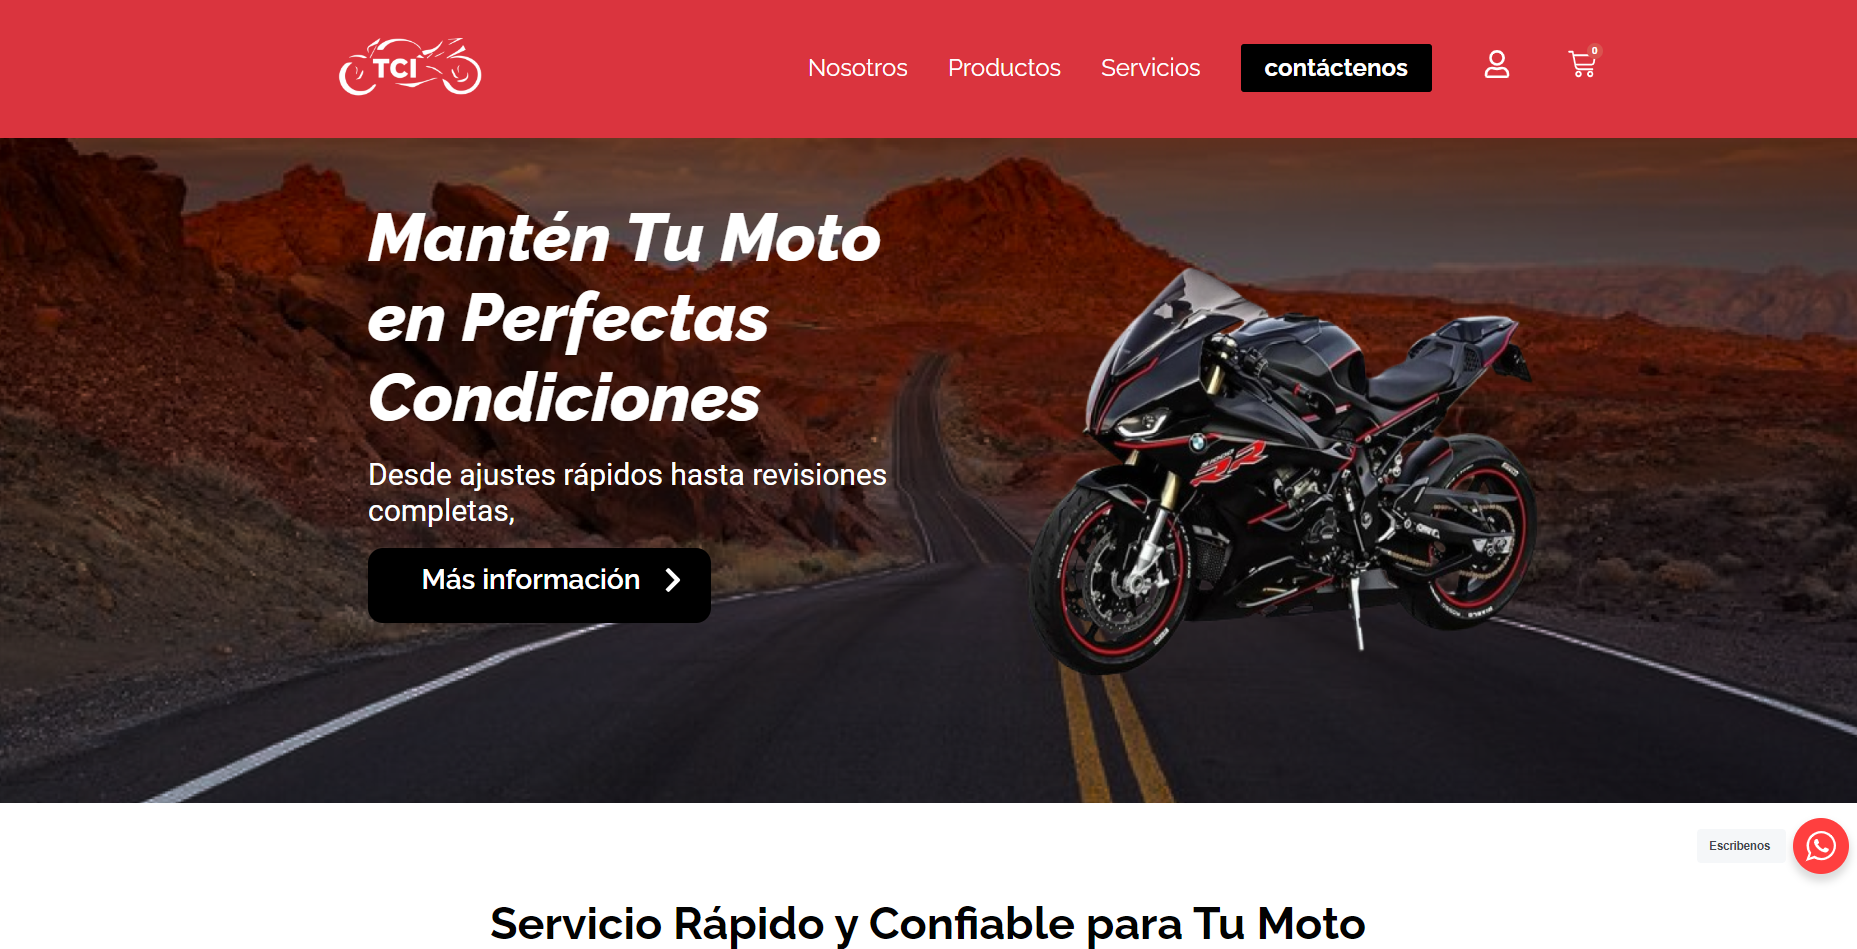 TCI
Nosotros
Productos
Servicios
contáctenos
0
Mantén Tu Moto
en Perfectas
Condiciones
Desde ajustes rápidos hasta revisiones
completas,
Más información
Escribenos
Servicio Rápido y Confiable para Tu Moto